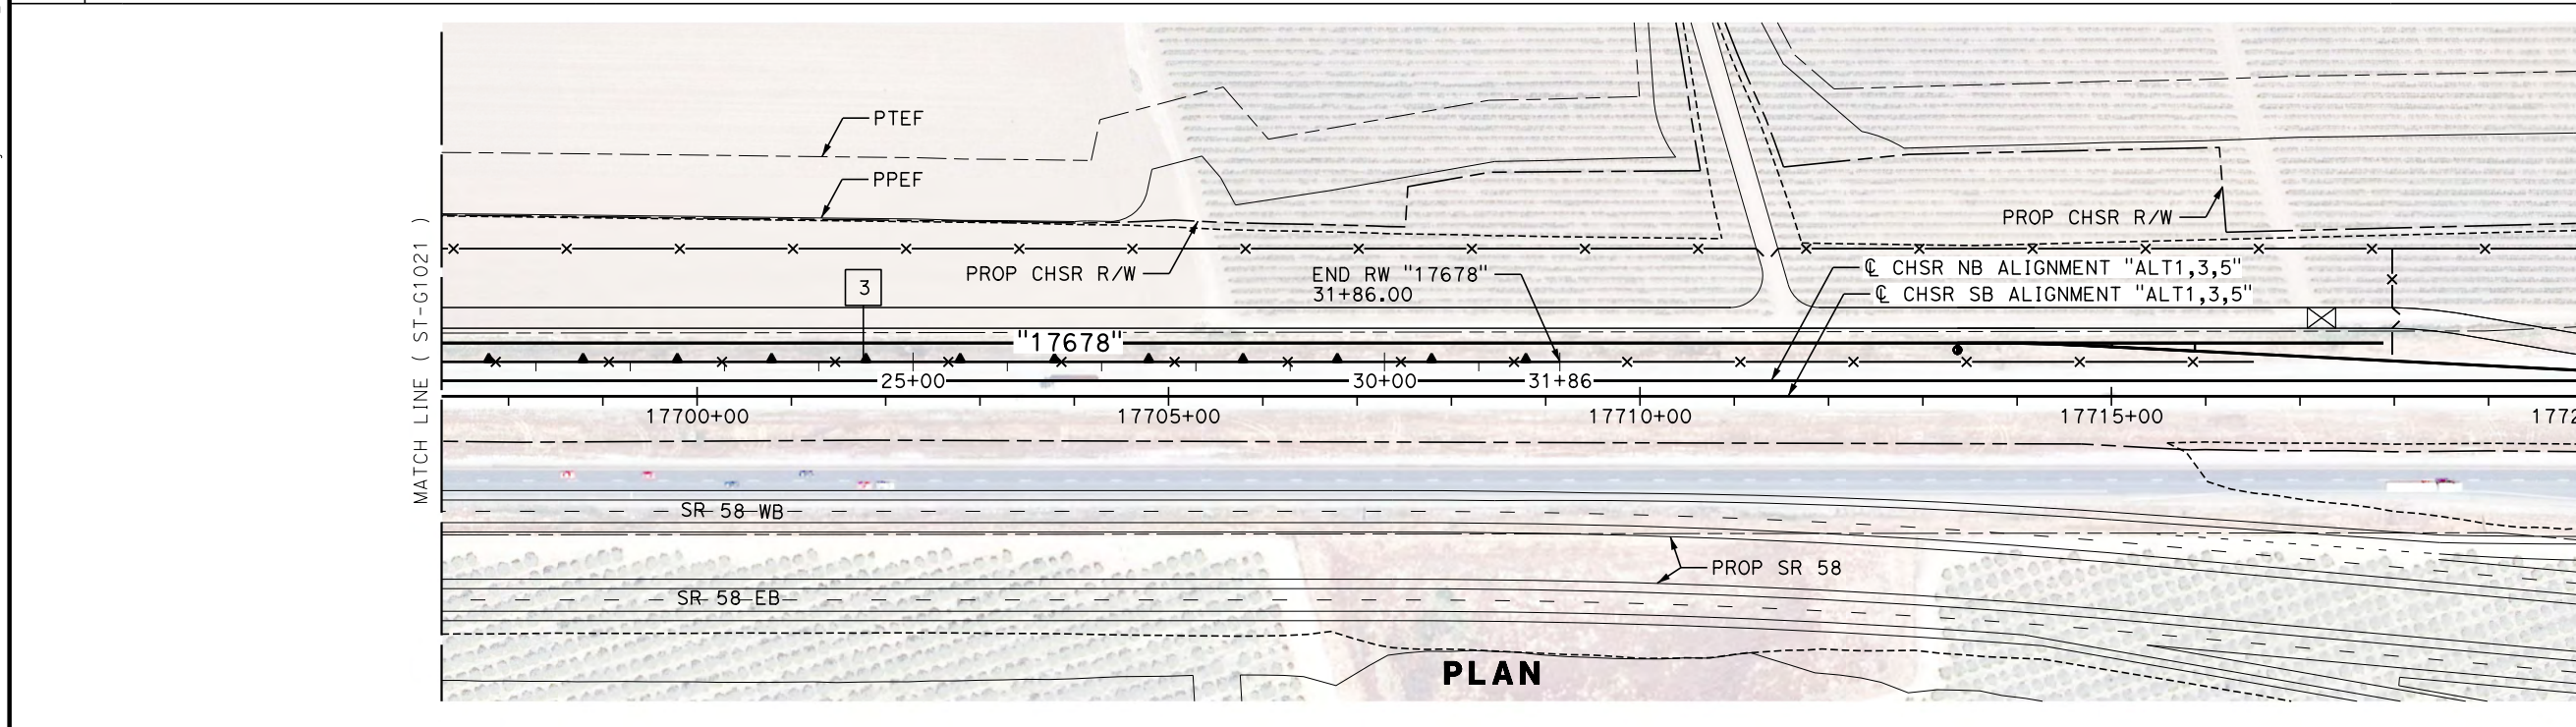 PTEF
PPEF
PROP CHSR R/W
PROP CHSR R/W
END RW "17678"
31+86.00
℄ CHSR NB ALIGNMENT "ALT1,3,5"
℄ CHSR SB ALIGNMENT "ALT1,3,5"
3
"17678"
25+00
30+00
31+86
17700+00
17705+00
17710+00
17715+00
1772
MATCH LINE ( ST-G1021 )
SR 58 WB
PROP SR 58
SR 58 EB
PLAN